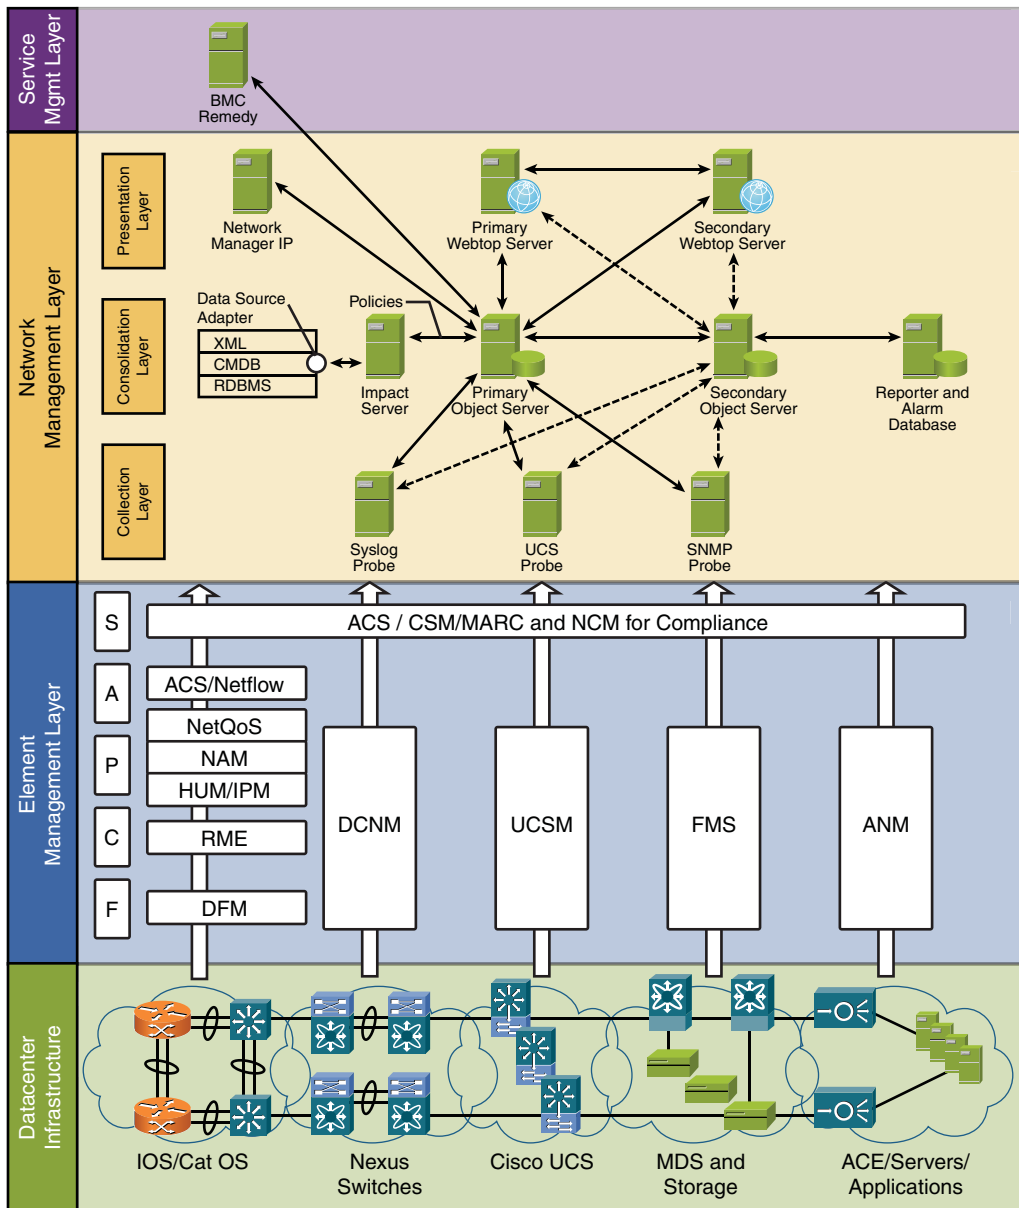 Service
Mgmt Layer
BMC
Remedy
Network
Management Layer
Presentation
Layer
Network
Manager IP
Primary
Webtop Server
Secondary
Webtop Server
Consolidation
Layer
Data Source
Adapter
XML
CMDB
RDBMS
Policies
Impact
Server
Primary
Object Server
Secondary
Object Server
Reporter and
Alarm
Database
Collection
Layer
Syslog
Probe
UCS
Probe
SNMP
Probe
Element
Management Layer
S
ACS / CSM/MARC and NCM for Compliance
A
ACS/Netflow
NetQoS
P
NAM
HUM/IPM
C
RME
F
DFM
DCNM
UCSM
FMS
ANM
Datacenter
Infrastructure
IOS/Cat OS
Nexus
Switches
Cisco UCS
MDS and
Storage
ACE/Servers/
Applications